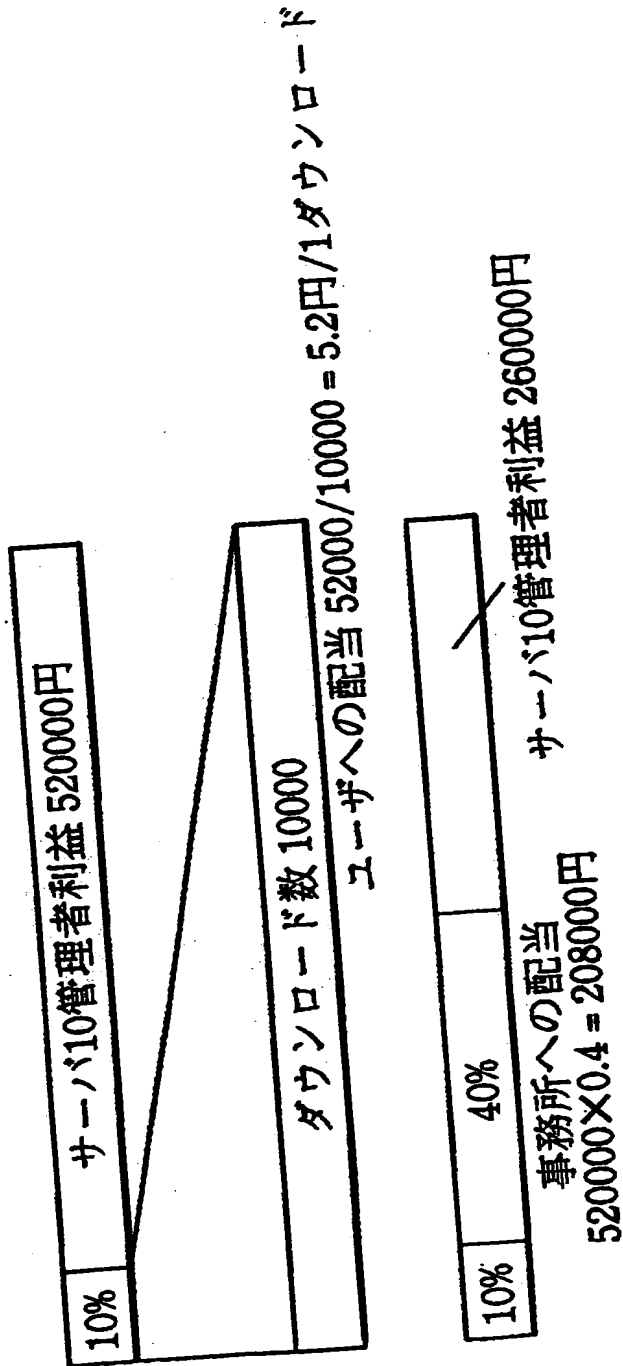 10%
サーバ10管理者利益 520000円
ダウンロード数 10000
ユーザへの配当 52000/10000 = 5.2円/1ダウンロード
10%
40%
事務所への配当
520000×0.4 = 208000円
サーバ10管理者利益 260000円